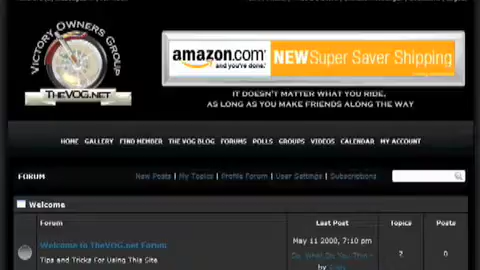 VICTORY OWNERS GROUP
THEVOG.NET
amazon.com
and you're done.
NEW Super Saver Shipping
IT DOESN'T MATTER WHAT YOU RIDE,
AS LONG AS YOU MAKE FRIENDS ALONG THE WAY
HOME GALLERY FIND MEMBER THE VOG BLOG FORUMS POLLS GROUPS VIDEOS CALENDAR MY ACCOUNT
FORUM New Posts | My Topics | Profile Forum | User Settings | Subscriptions
Welcome
Forum Last Post Topics Posts
Welcome to TheVOG.net Forum
Tips and Tricks For Using This Site
May 11 2000, 7:10 pm
by